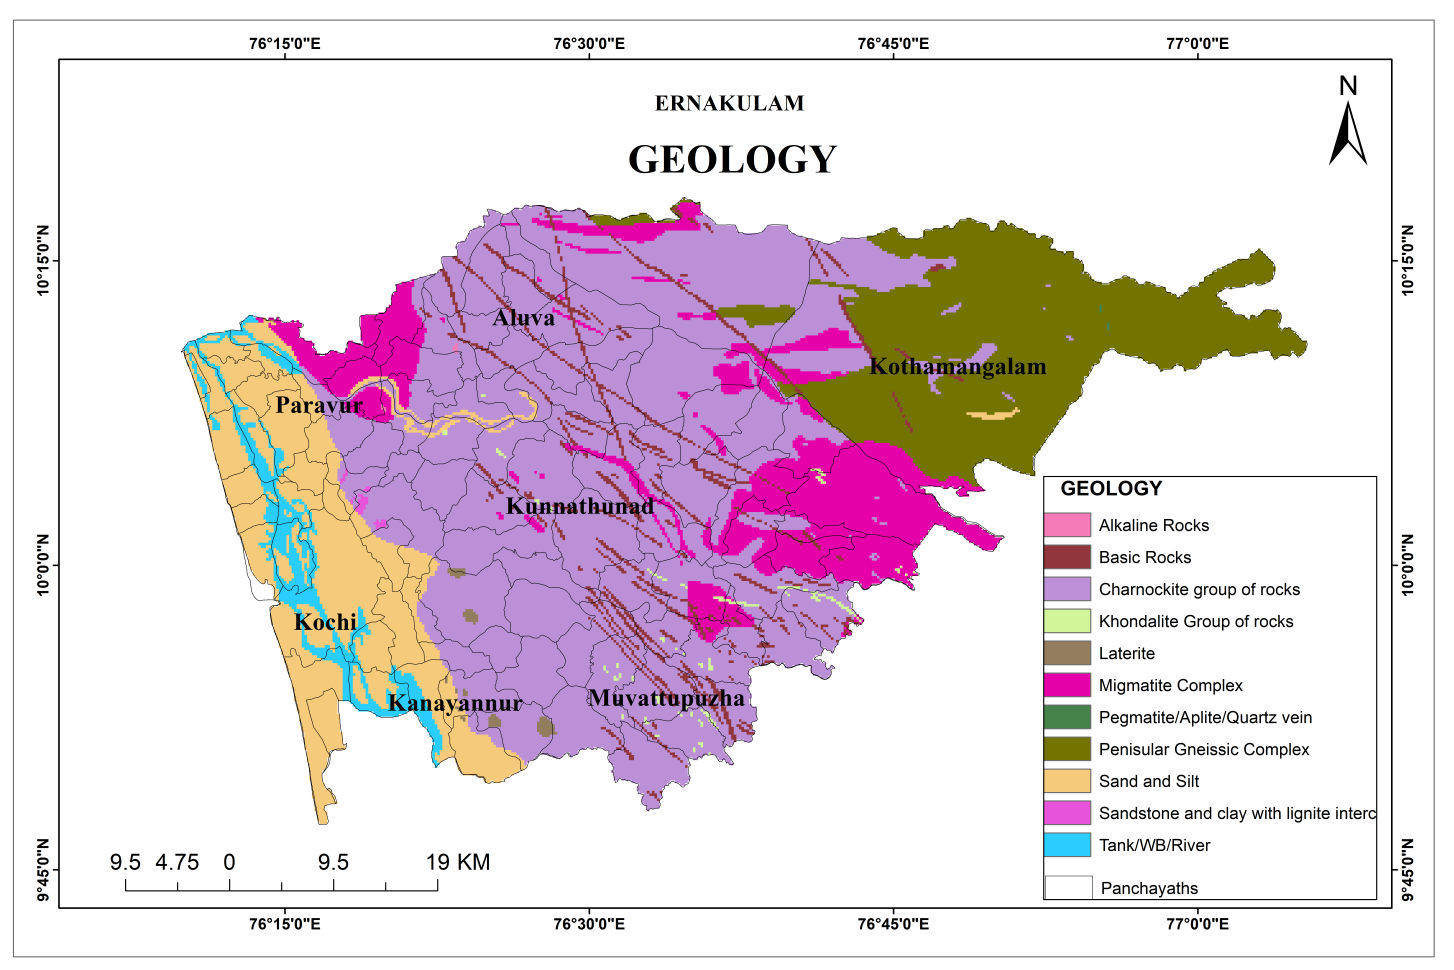 76°15'0"E 76°30'0"E 76°45'0"E 77°0'0"E
N
ERNAKULAM
GEOLOGY
10°15'0"N 10°15'0"N
Aluva
Kothamangalam
Paravur
Kunnathunad
GEOLOGY
Alkaline Rocks
10°0'0"N 10°0'0"N
Basic Rocks
Charnockite group of rocks
Kochi
Khondalite Group of rocks
Laterite
Migmatite Complex
Kanayannur Muvattupuzha
Pegmatite/Aplite/Quartz vein
Penisular Gneissic Complex
Sand and Silt
Sandstone and clay with lignite interc
Tank/WB/River
9.5 4.75 0 9.5 19 KM
9°45'0"N 9°45'0"N
Panchayaths
76°15'0"E 76°30'0"E 76°45'0"E 77°0'0"E